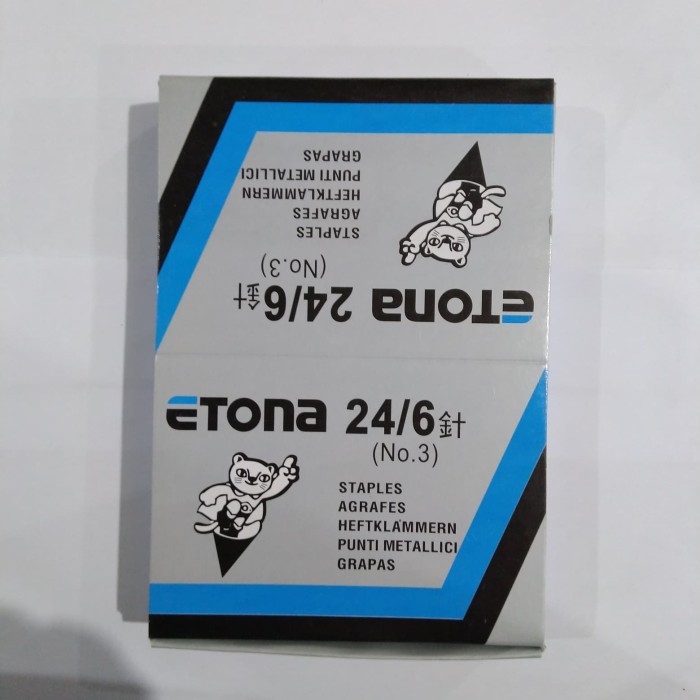 STAPLES
AGRAFES
HEFTKLAMMERN
PUNTI METALLICI
GRAPAS
(No.3)
ETONA 24/6針
ETONA 24/6針
(No.3)
STAPLES
AGRAFES
HEFTKLÄMMERN
PUNTI METALLICI
GRAPAS